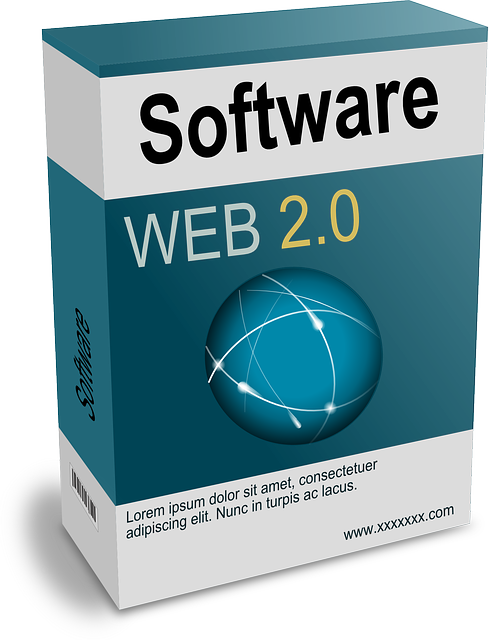 Software
WEB 2.0
Software
Lorem ipsum dolor sit amet, consectetuer
adipiscing elit. Nunc in turpis ac lacus.
www.xxxxxxx.com